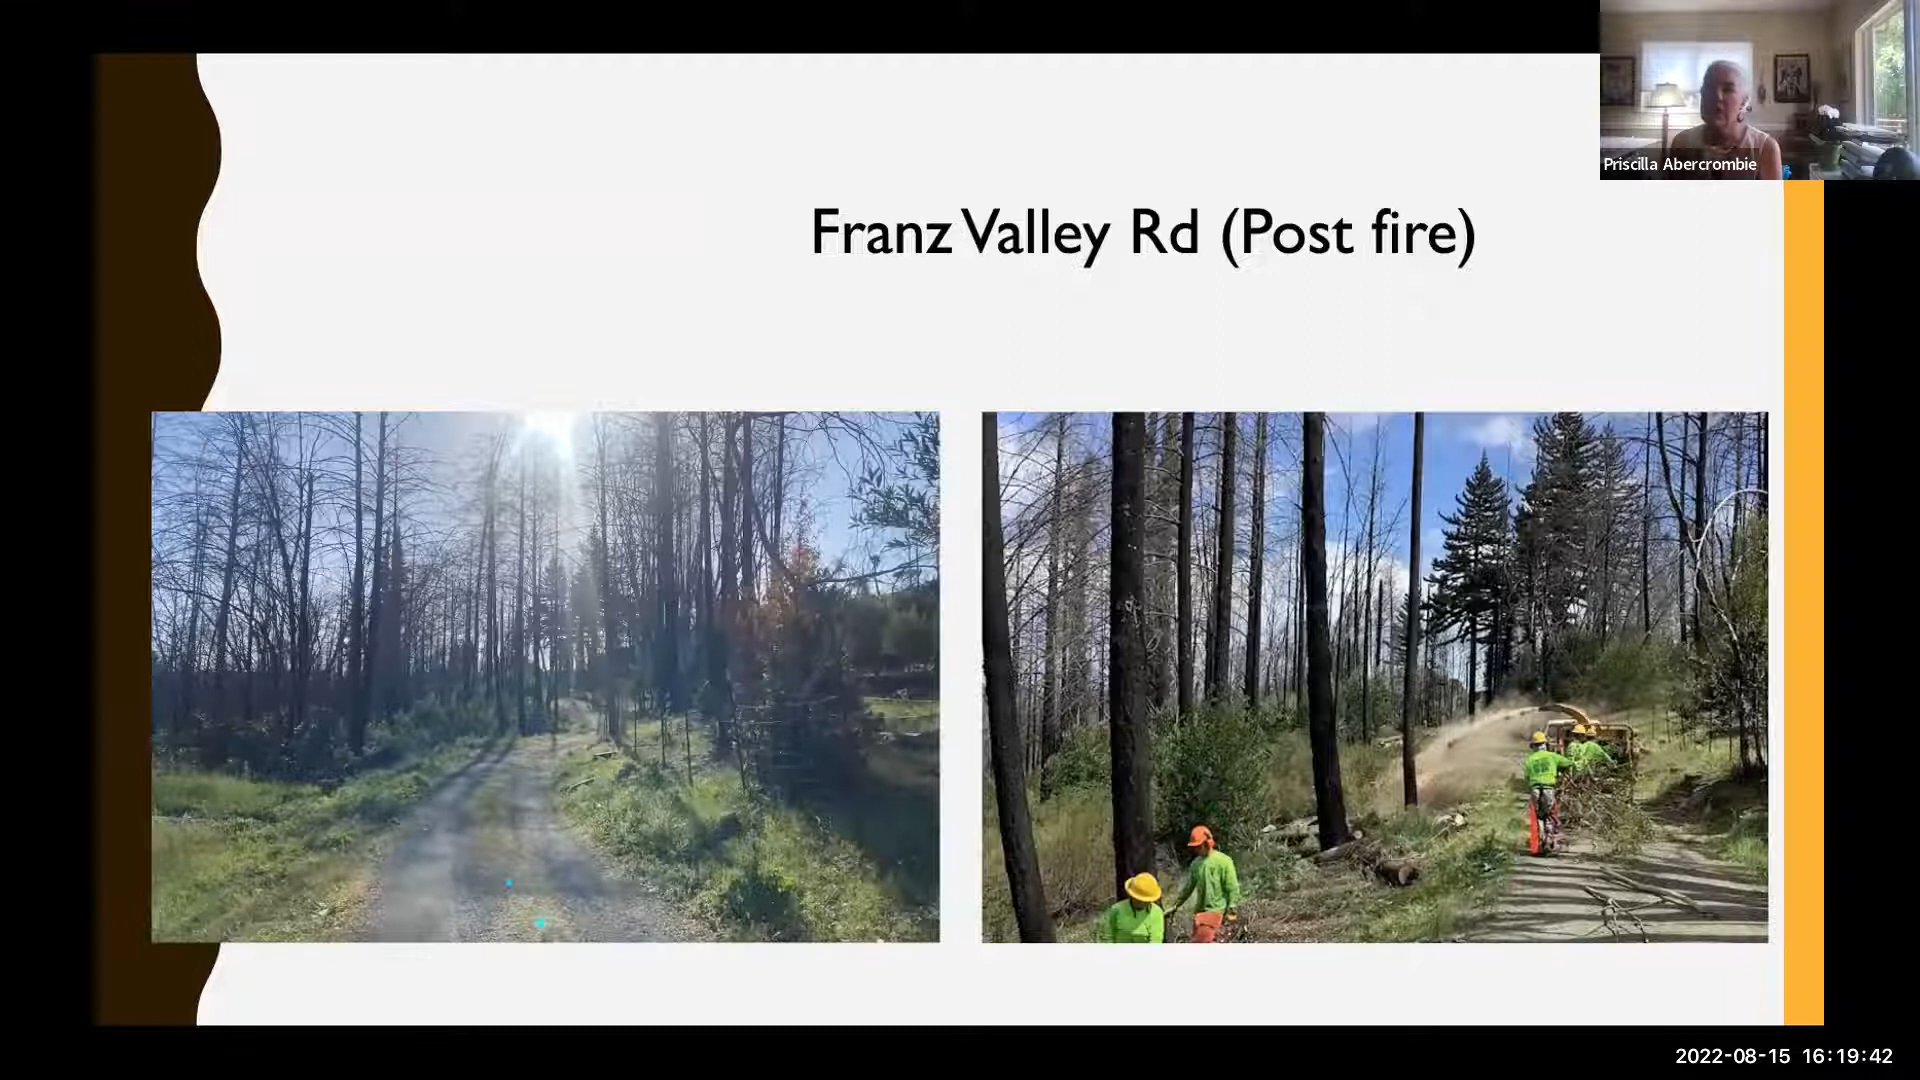 Priscilla Abercrombie
Franz Valley Rd (Post fire)
2022-08-15 16:19:42